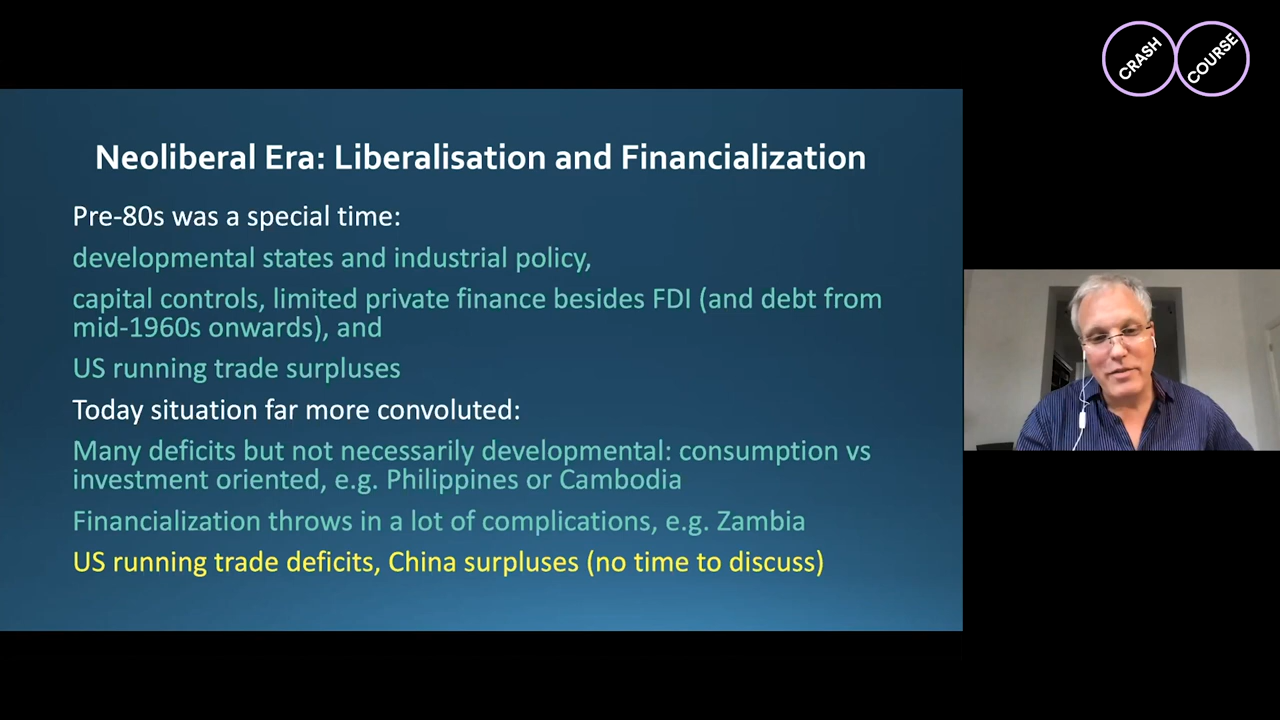 CRASH
COURSE
Neoliberal Era: Liberalisation and Financialization
Pre-80s was a special time:
developmental states and industrial policy,
capital controls, limited private finance besides FDI (and debt from
mid-1960s onwards), and
US running trade surpluses
Today situation far more convoluted:
Many deficits but not necessarily developmental: consumption vs
investment oriented, e.g. Philippines or Cambodia
Financialization throws in a lot of complications, e.g. Zambia
US running trade deficits, China surpluses (no time to discuss)